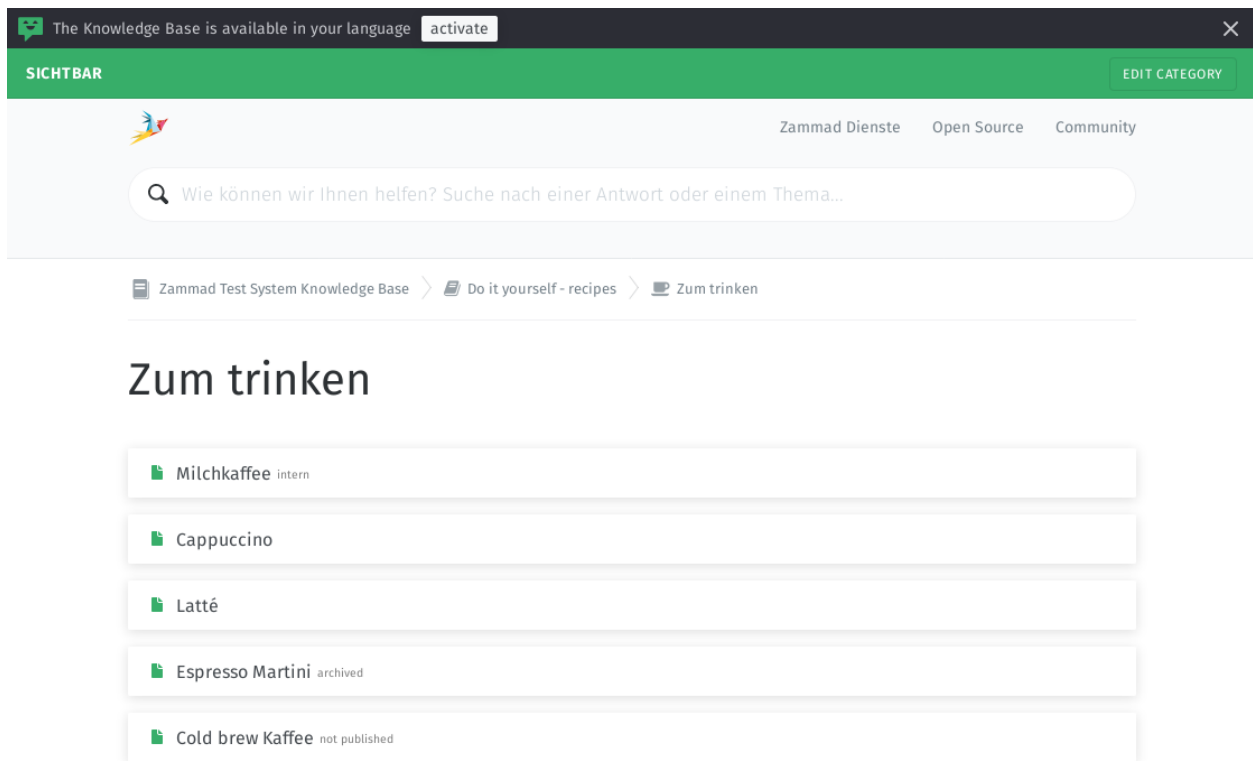 The Knowledge Base is available in your language activate
SICHTBAR EDIT CATEGORY
Zammad Dienste Open Source Community
Wie können wir Ihnen helfen? Suche nach einer Antwort oder einem Thema...
Zammad Test System Knowledge Base Do it yourself - recipes Zum trinken
Zum trinken
Milchkaffee intern
Cappuccino
Latté
Espresso Martini archived
Cold brew Kaffee not published